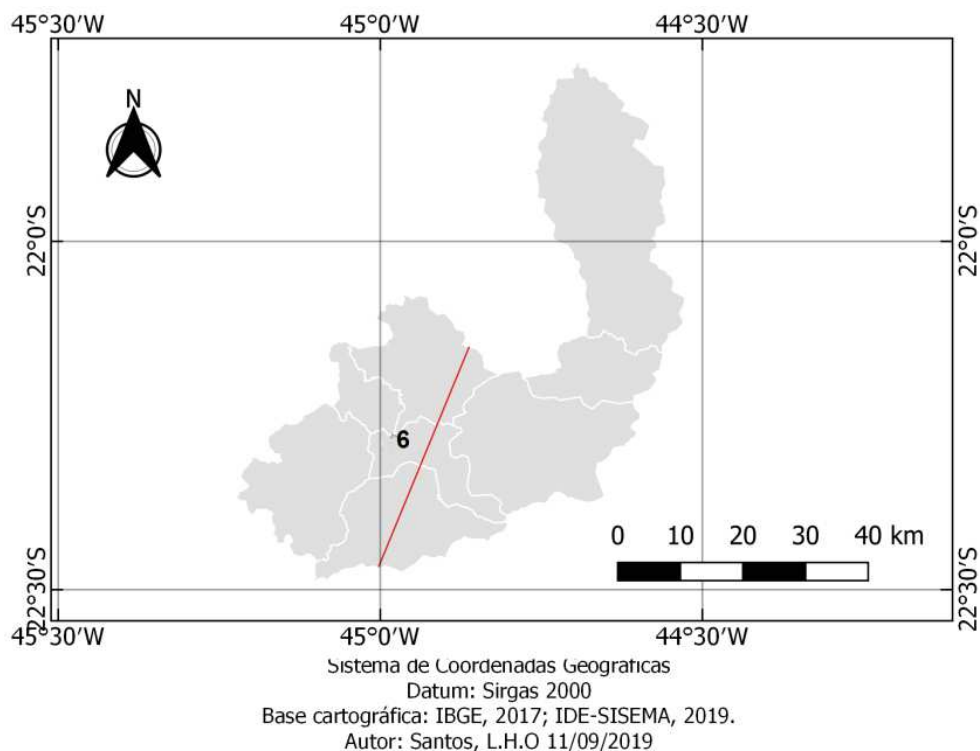 45°30'W 45°0'W 44°30'W
N
22°0'S 22°0'S
6
0 10 20 30 40 km
22°30'S 22°30'S
45°30'W 45°0'W 44°30'W
Sistema de Coordenadas Geográficas
Datum: Sirgas 2000
Base cartográfica: IBGE, 2017; IDE-SISEMA, 2019.
Autor: Santos, L.H.O 11/09/2019